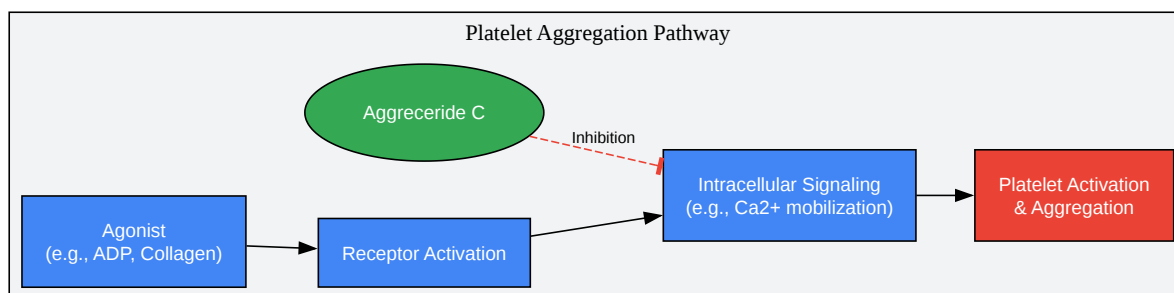 Platelet Aggregation Pathway
Aggreceride C
Inhibition
Intracellular Signaling
(e.g., Ca2+ mobilization)
Platelet Activation
& Aggregation
Agonist
(e.g., ADP, Collagen)
Receptor Activation